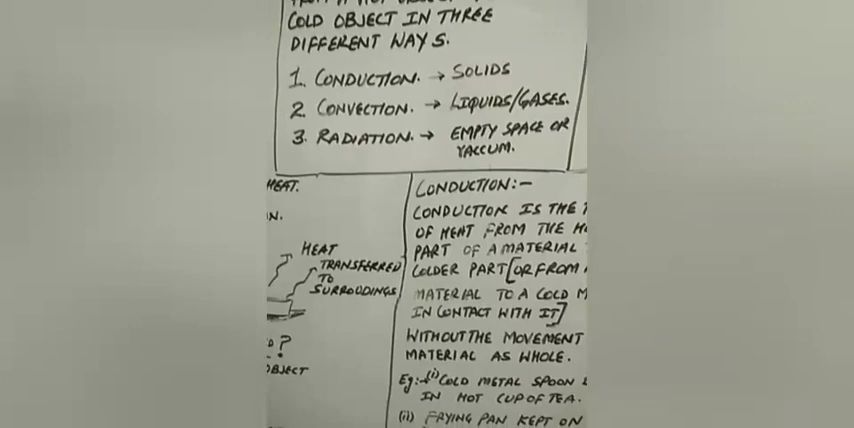 COLD OBJECT IN THREE
DIFFERENT WAYS.
1. CONDUCTION. → SOLIDS
2. CONVECTION. → LIQUIDS/GASES.
3. RADIATION. → EMPTY SPACE OR
VACCUM.
HEAT.
N.
HEAT
TRANSFERRED
TO
SURROODINGS
?
OBJECT
CONDUCTION:-
CONDUCTION IS THE
OF HEAT FROM THE
PART OF A MATERIAL
COLDER PART [OR FROM
MATERIAL TO A COLD M
IN CONTACT WITH IT]
WITHOUT THE MOVEMENT
MATERIAL AS WHOLE.
Eg:→(i) COLD METAL SPOON
IN HOT CUP OF TEA.
(ii) FRYING PAN KEPT ON